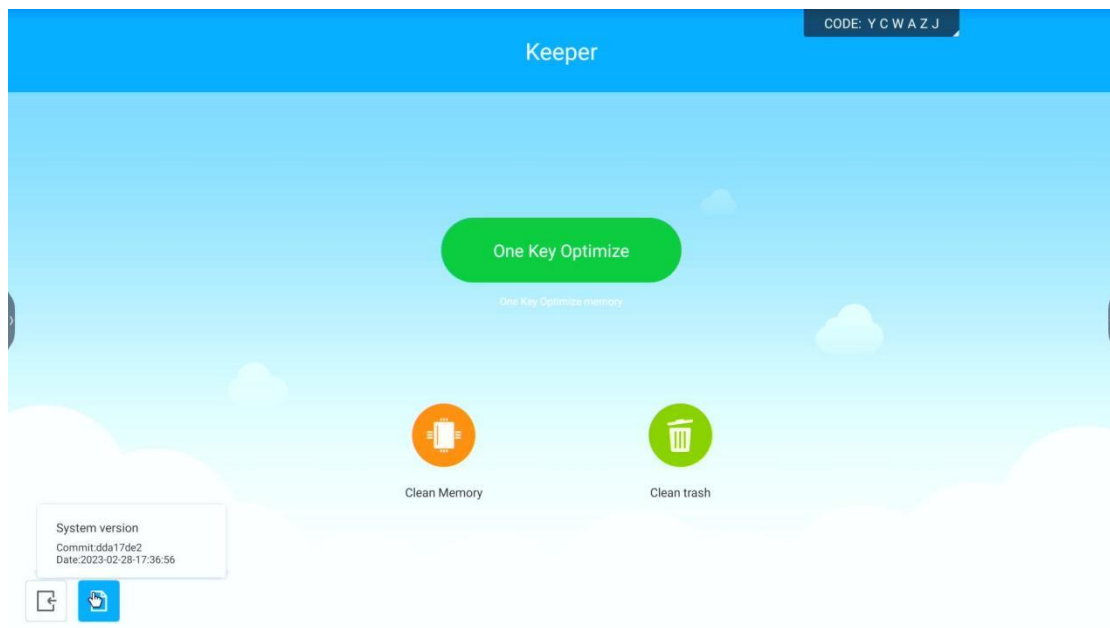 CODE: Y C W A Z J
Keeper
One Key Optimize
One Key Optimize memory
Clean Memory
Clean trash
System version
Commit:dda17de2
Date:2023-02-28-17:36:56